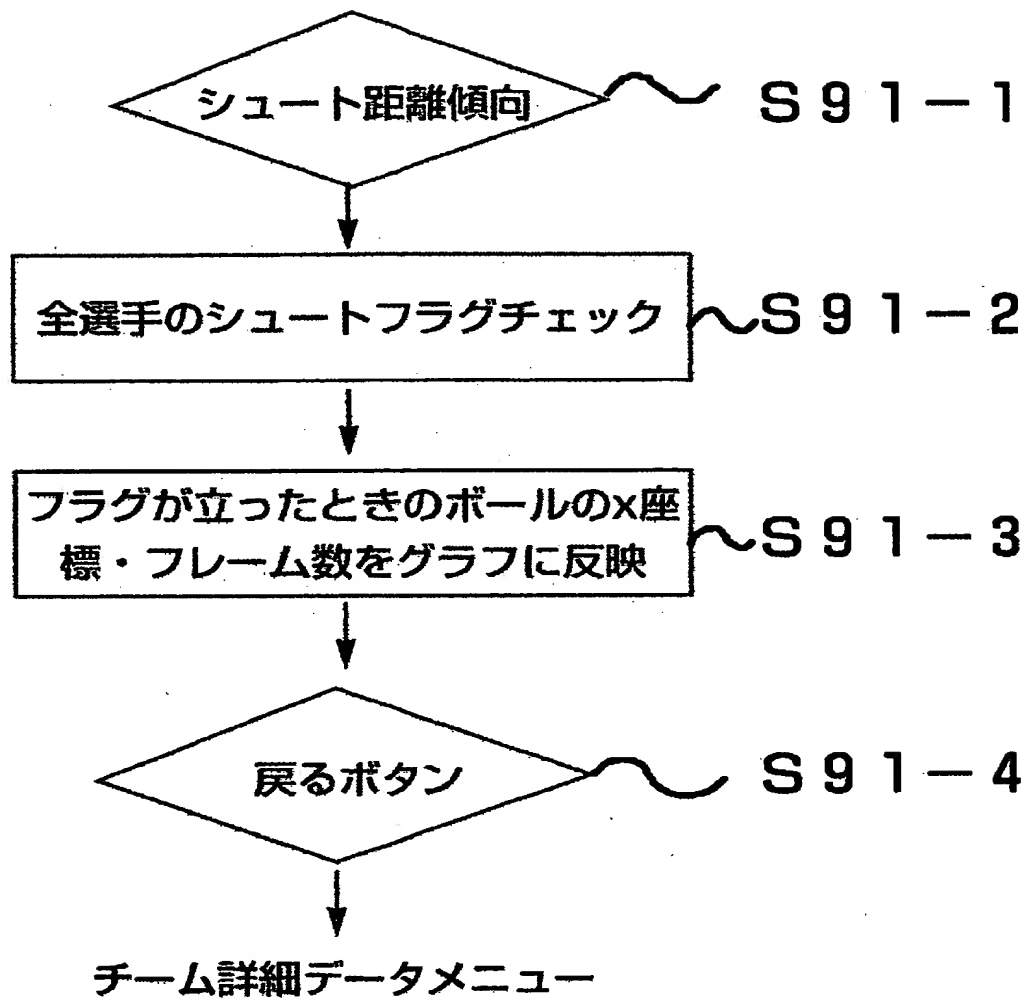 シュート距離傾向
S91-1
全選手のシュートフラグチェック
S91-2
フラグが立ったときのボールのx座
標・フレーム数をグラフに反映
S91-3
戻るボタン
S91-4
チーム詳細データメニュー